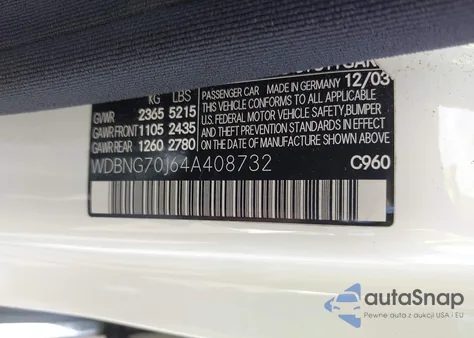 KG LBS
GVWR 2365 5215
GAWR FRONT 1105 2435
GAWR REAR 1260 2780
PASSENGER CAR / MADE IN GERMANY 12/03
THIS VEHICLE CONFORMS TO ALL APPLICABLE
U.S. FEDERAL MOTOR VEHICLE SAFETY, BUMPER
AND THEFT PREVENTION STANDARDS IN EFFECT
ON THE DATE OF MANUFACTURE SHOWN ABOVE
WDBNG70J64A408732
C960
autoSnap
Pewne auta z aukcji USA i EU